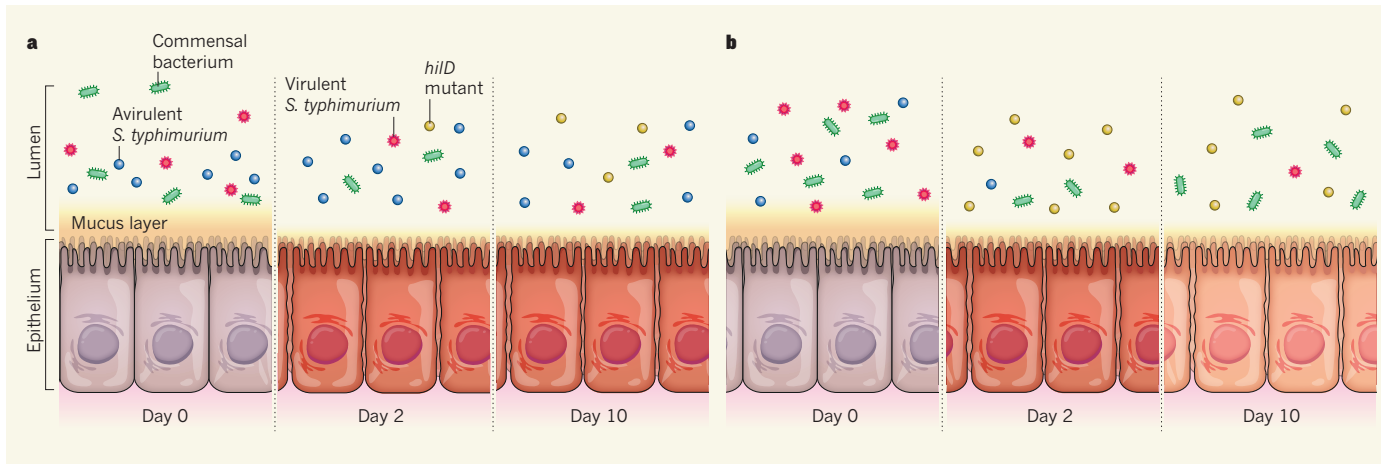 a
Commensal
bacterium
Avirulent
S. typhimurium
Virulent
S. typhimurium
hilD
mutant
Lumen
Mucus layer
Epithelium
Day 0
Day 2
Day 10
b
Day 0
Day 2
Day 10